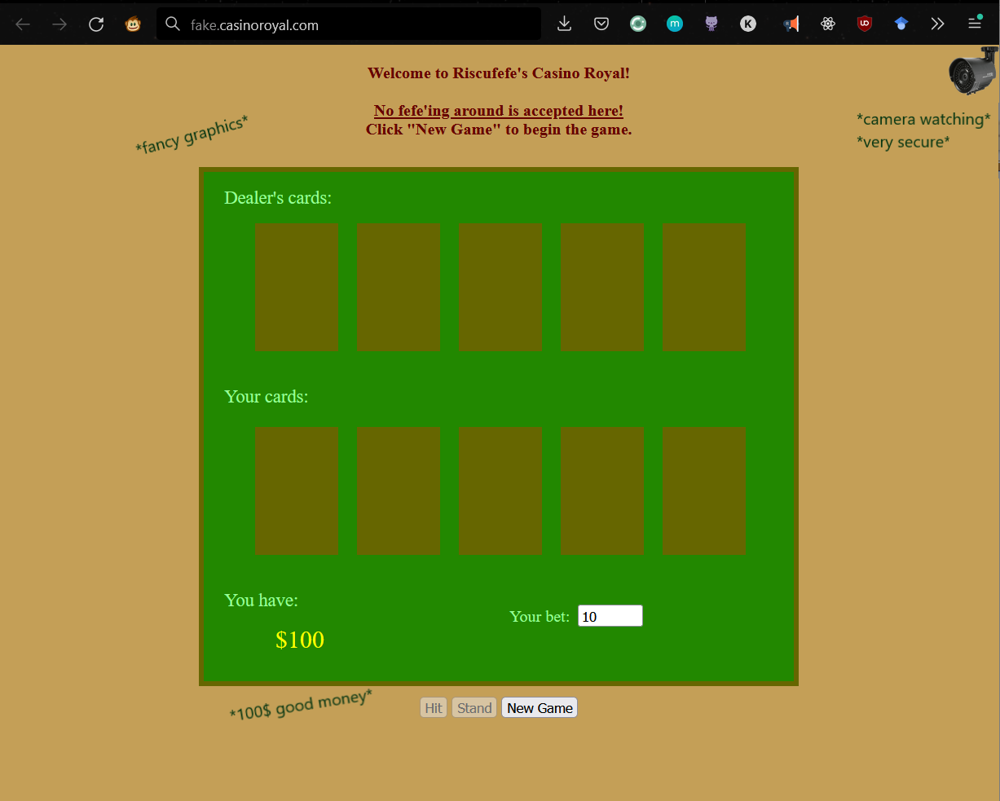 fake.casinoroyal.com
m
K
uo
Welcome to Riscufefe's Casino Royal!
No fefe'ing around is accepted here!
Click "New Game" to begin the game.
*fancy graphics*
*camera watching*
*very secure*
Dealer's cards:
Your cards:
You have:
Your bet: 10
$100
*100$ good money*
Hit Stand New Game